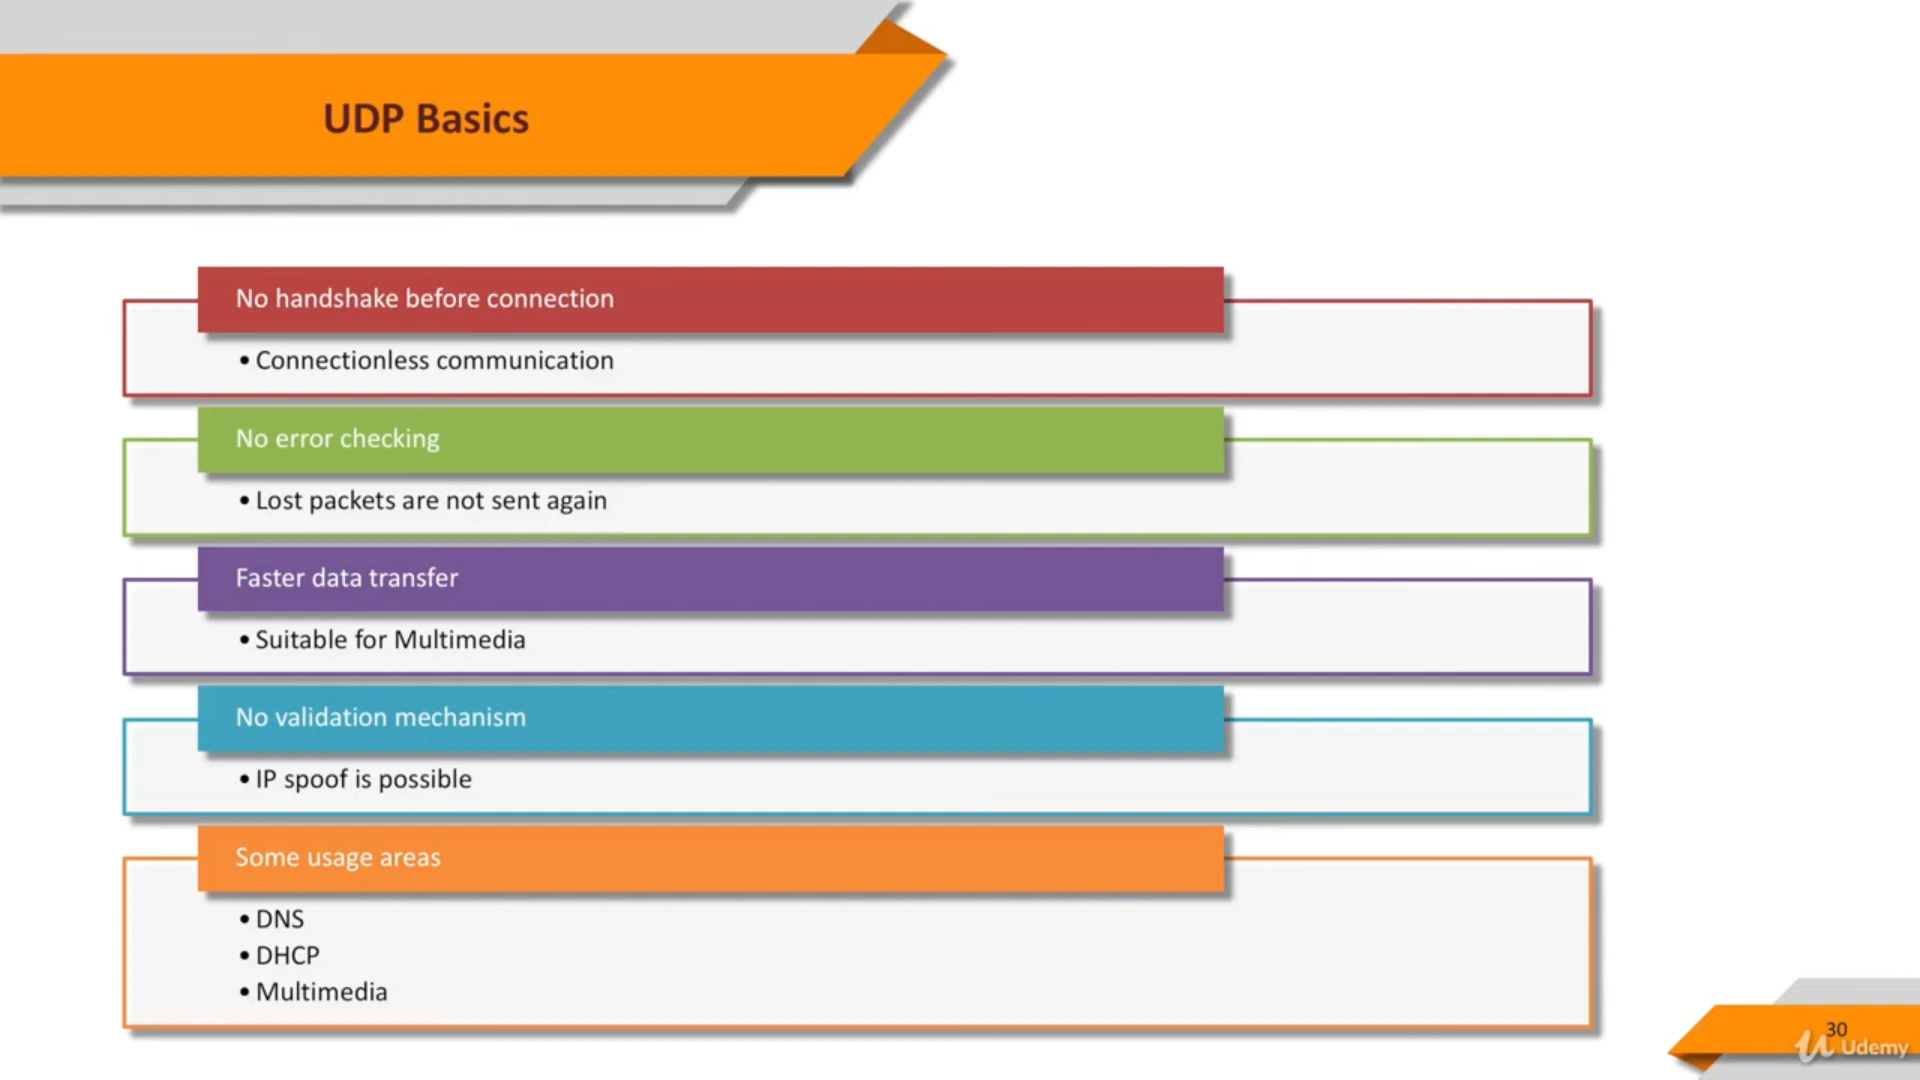 UDP Basics
No handshake before connection
• Connectionless communication
No error checking
• Lost packets are not sent again
Faster data transfer
• Suitable for Multimedia
No validation mechanism
• IP spoof is possible
Some usage areas
• DNS
• DHCP
• Multimedia
30
Udemy